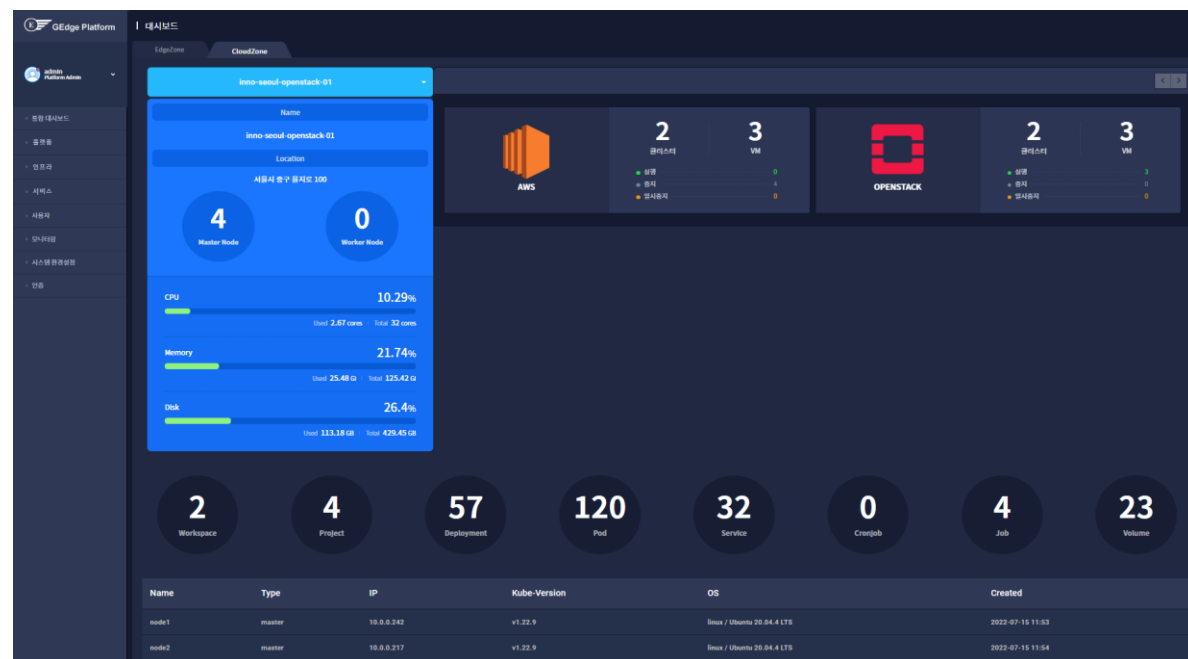 GEdge Platform
대시보드
EdgeZone
CloudZone
admin
Platform Admin
통합 대시보드
플랫폼
인프라
서비스
사용자
모니터링
시스템 환경설정
인증
inno-seoul-openstack-01
Name
inno-seoul-openstack-01
Location
서울시 중구 을지로 100
4
Master Node
0
Worker Node
CPU
10.29%
Used 2.67 cores
Total 32 cores
Memory
21.74%
Used 25.48 Gi
Total 125.42 Gi
Disk
26.4%
Used 113.18 GB
Total 429.45 GB
AWS
2
클러스터
3
VM
실행 0
중지 4
일시중지 0
OPENSTACK
2
클러스터
3
VM
실행 3
중지 0
일시중지 0
2
Workspace
4
Project
57
Deployment
120
Pod
32
Service
0
Cronjob
4
Job
23
Volume
Name Type IP Kube-Version OS Created
node1 master 10.0.0.242 v1.22.9 linux / Ubuntu 20.04.4 LTS 2022-07-15 11:53
node2 master 10.0.0.217 v1.22.9 linux / Ubuntu 20.04.4 LTS 2022-07-15 11:54